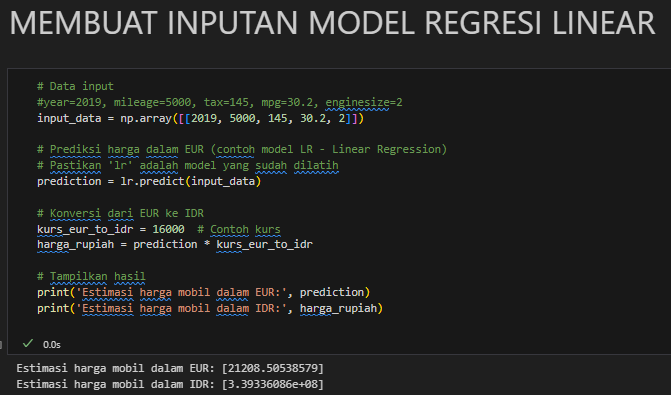 MEMBUAT INPUTAN MODEL REGRESI LINEAR
# Data input
#year=2019, mileage=5000, tax=145, mpg=30.2, enginesize=2
input_data = np.array([[2019, 5000, 145, 30.2, 2]])
# Prediksi harga dalam EUR (contoh model LR - Linear Regression)
# Pastikan 'lr' adalah model yang sudah dilatih
prediction = lr.predict(input_data)
# Konversi dari EUR ke IDR
kurs_eur_to_idr = 16000  # Contoh kurs
harga_rupiah = prediction * kurs_eur_to_idr
# Tampilkan hasil
print('Estimasi harga mobil dalam EUR:', prediction)
print('Estimasi harga mobil dalam IDR:', harga_rupiah)
0.0s
Estimasi harga mobil dalam EUR: [21208.50538579]
Estimasi harga mobil dalam IDR: [3.39336086e+08]